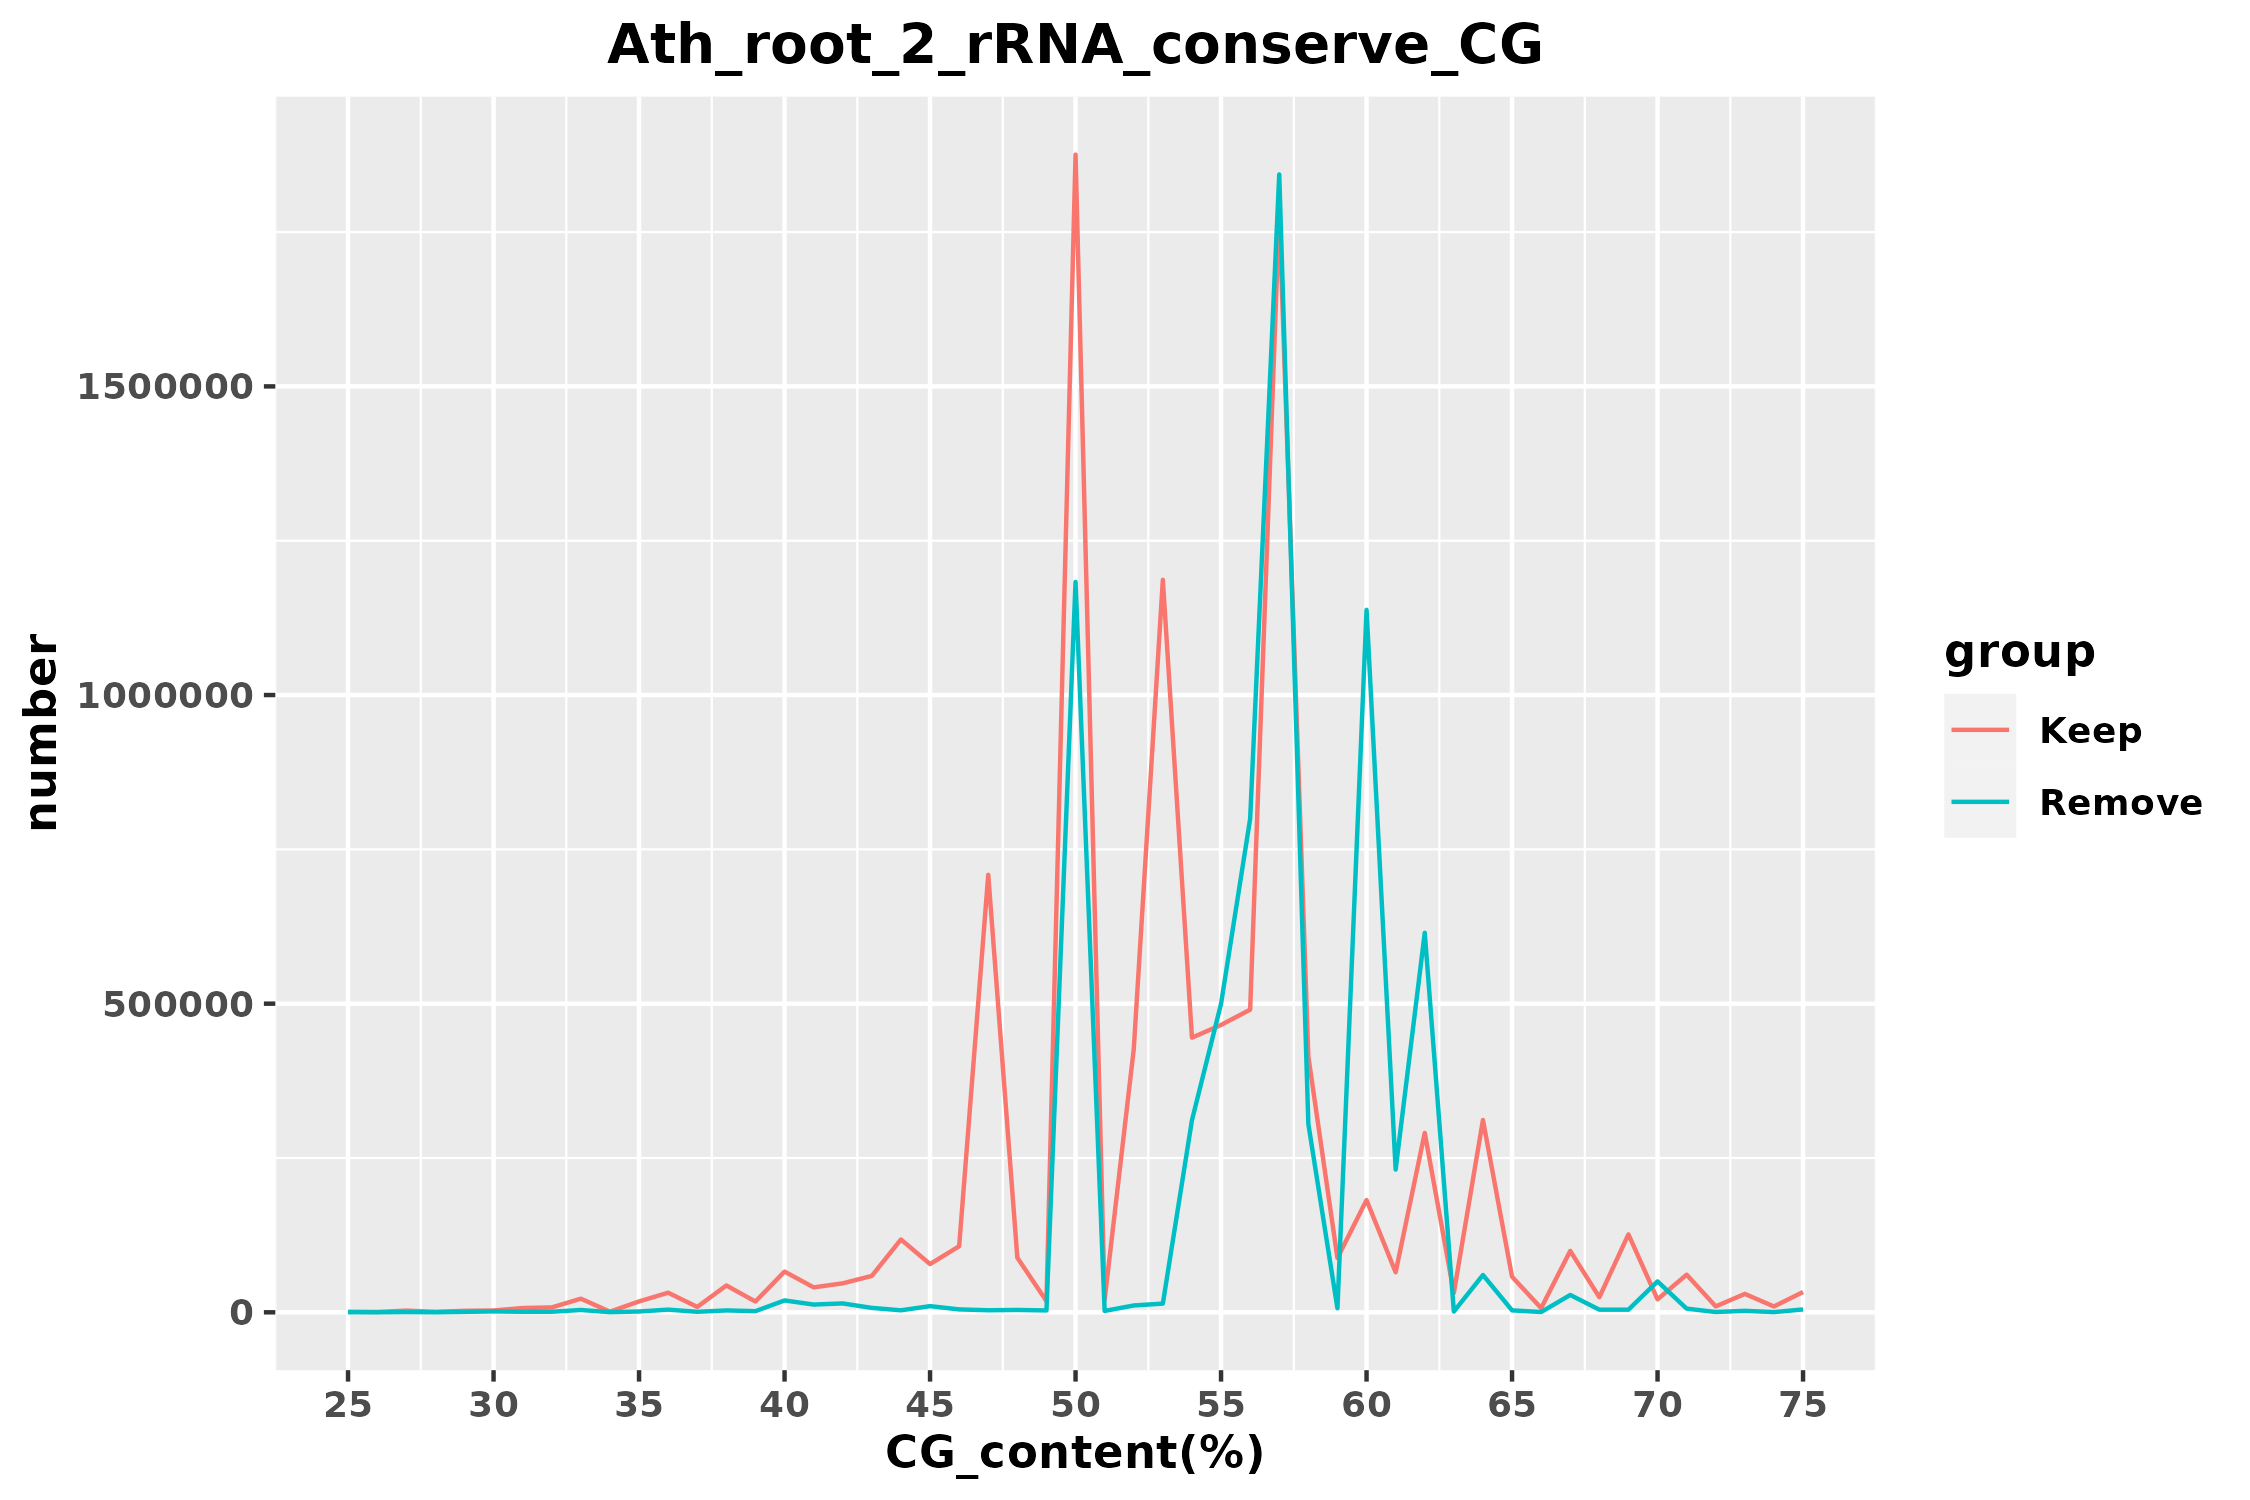 Ath_root_2_rRNA_conserve_CG
number
1500000
1000000
500000
0
25 30 35 40 45 50 55 60 65 70 75
CG_content(%)
group
Keep
Remove